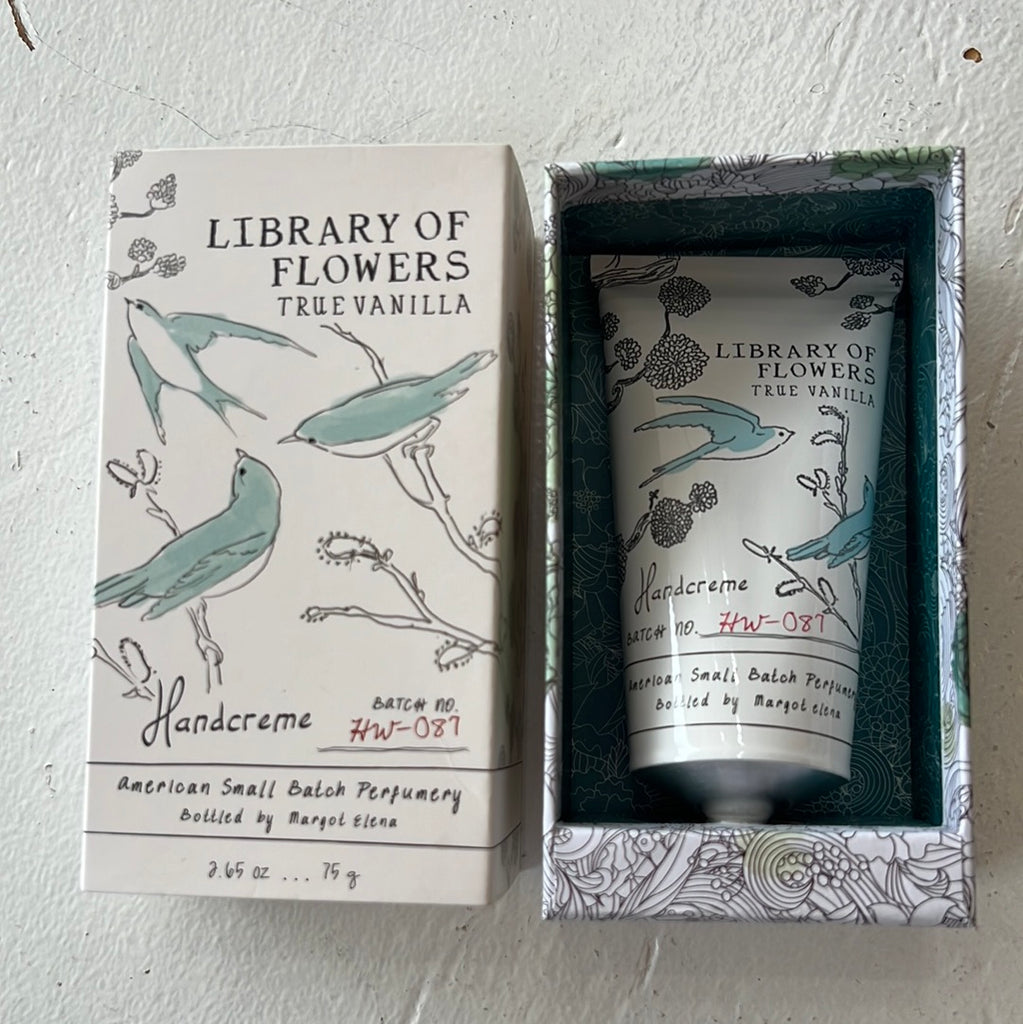 LIBRARY OF
FLOWERS
TRUE VANILLA
Handcreme
BATCH NO.
HW-087
American Small Batch Perfumery
Bottled by Margot Elena
2.65 oz ... 75 g
LIBRARY OF
FLOWERS
TRUE VANILLA
Handcreme
BATCH NO. HW-087
American Small Batch Perfumery
Bottled by Margot Elena